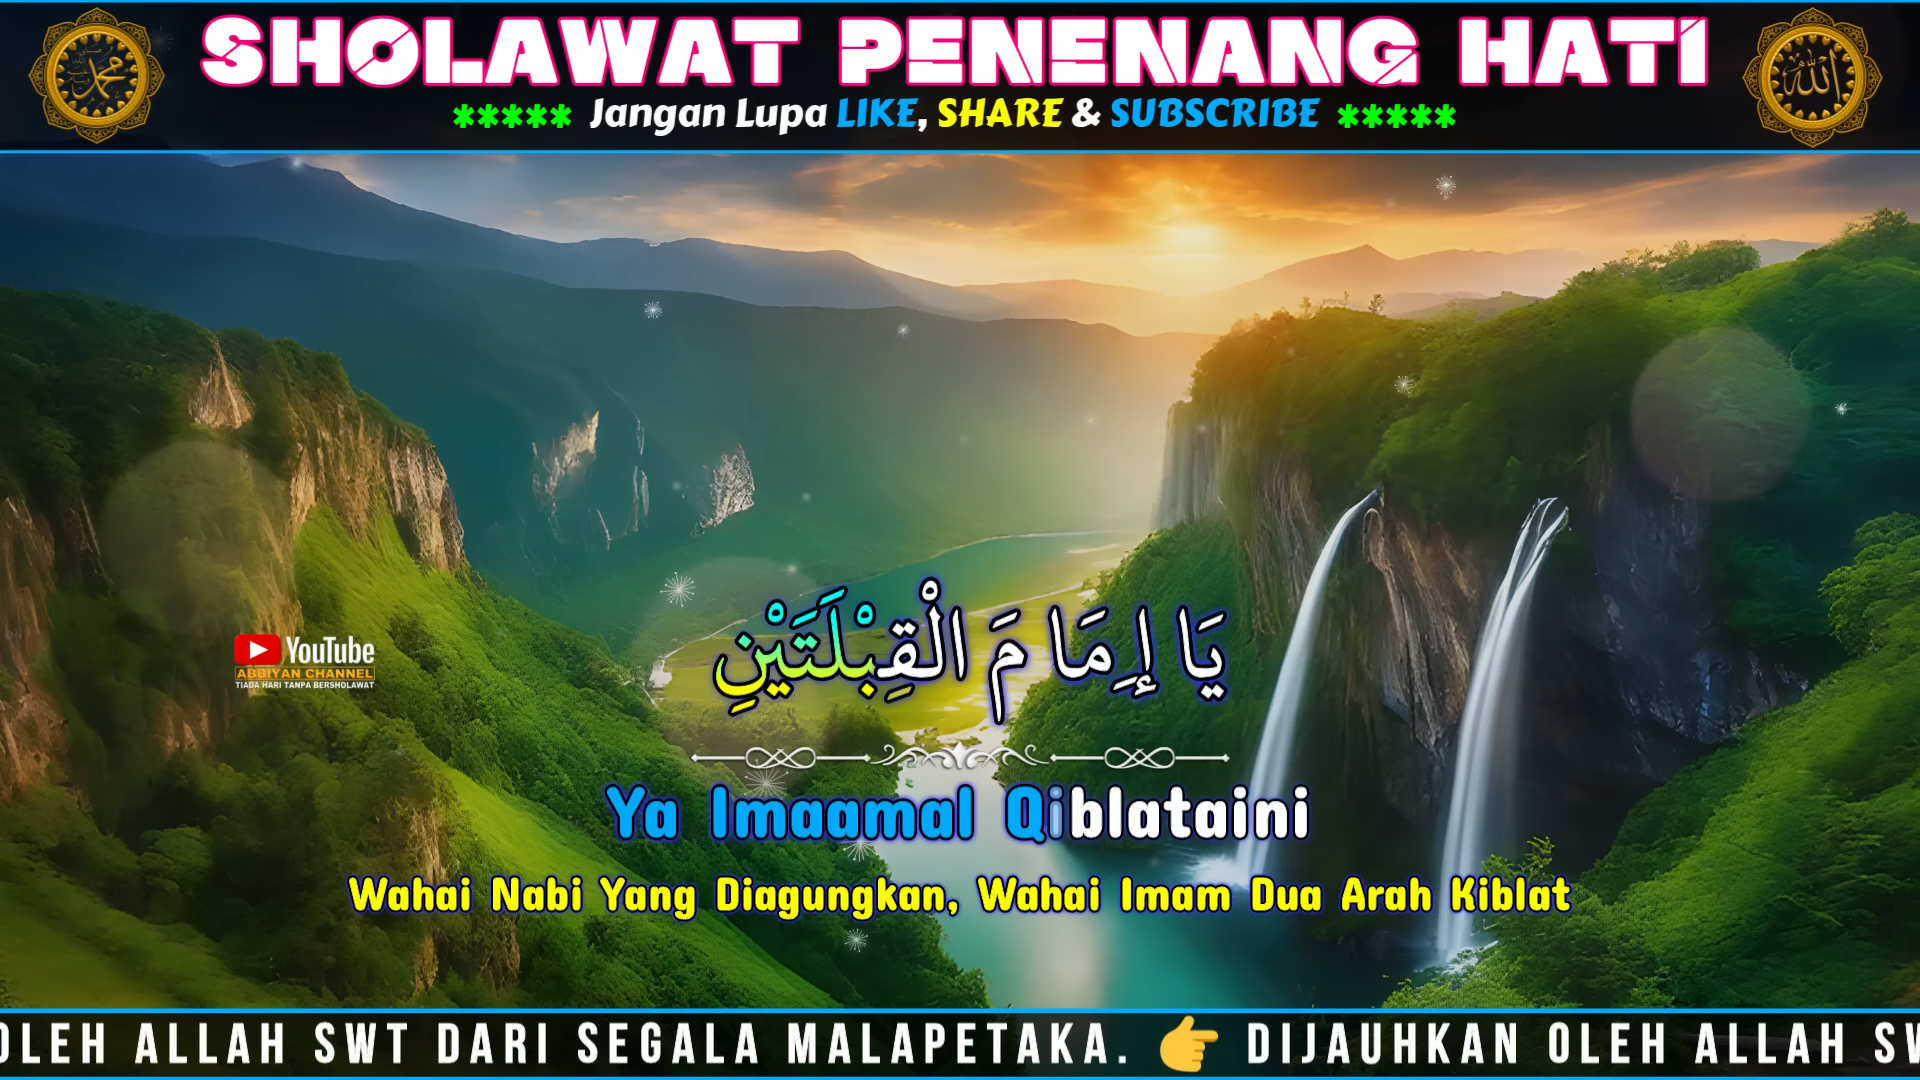 SHOLAWAT PENENANG HATI
***** Jangan Lupa LIKE, SHARE & SUBSCRIBE *****
محمد
الله
يَا إِمَا مَ الْقِبْلَتَيْنِ
YouTube
ABBIYAN CHANNEL
TIADA HARI TANPA BERSHOLAWAT
Ya Imaamal Qiblataini
Wahai Nabi Yang Diagungkan, Wahai Imam Dua Arah Kiblat
OLEH ALLAH SWT DARI SEGALA MALAPETAKA. 👉 DIJAUHKAN OLEH ALLAH SW